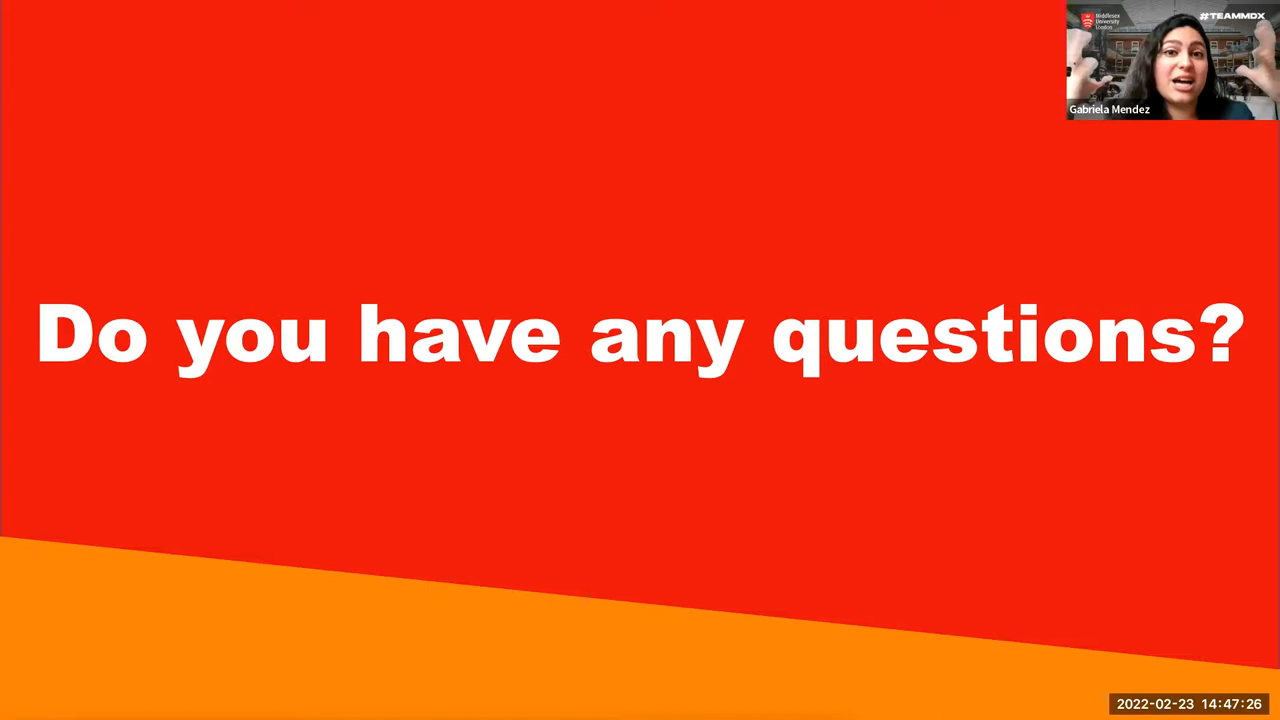 Middlesex
University
London
#TEAMMDX
Gabriela Mendez
Do you have any questions?
2022-02-23 14:47:26